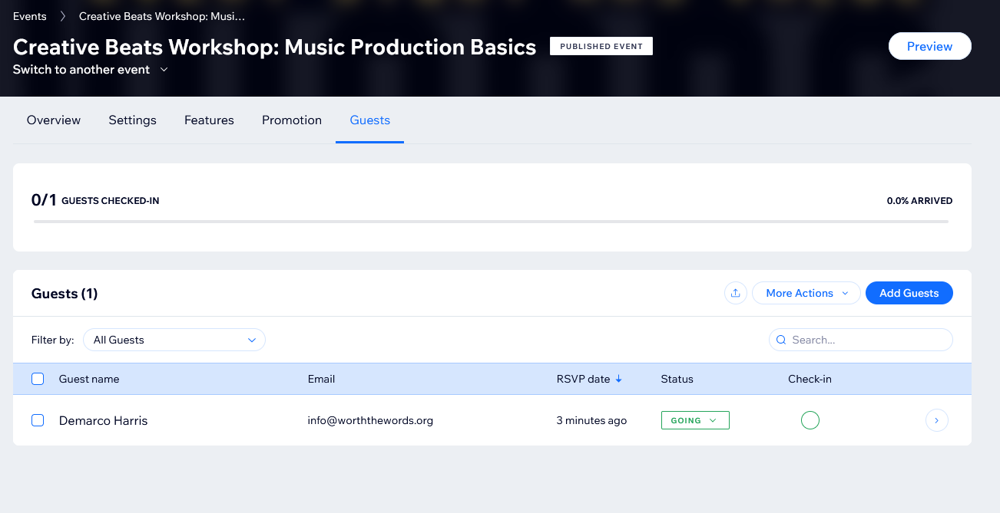 Events
Creative Beats Workshop: Musi...
Creative Beats Workshop: Music Production Basics PUBLISHED EVENT
Preview
Switch to another event
Overview Settings Features Promotion Guests
0/1 GUESTS CHECKED-IN 0.0% ARRIVED
Guests (1) More Actions Add Guests
Filter by: All Guests Search...
Guest name Email RSVP date Status Check-in
Demarco Harris info@worththewords.org 3 minutes ago GOING